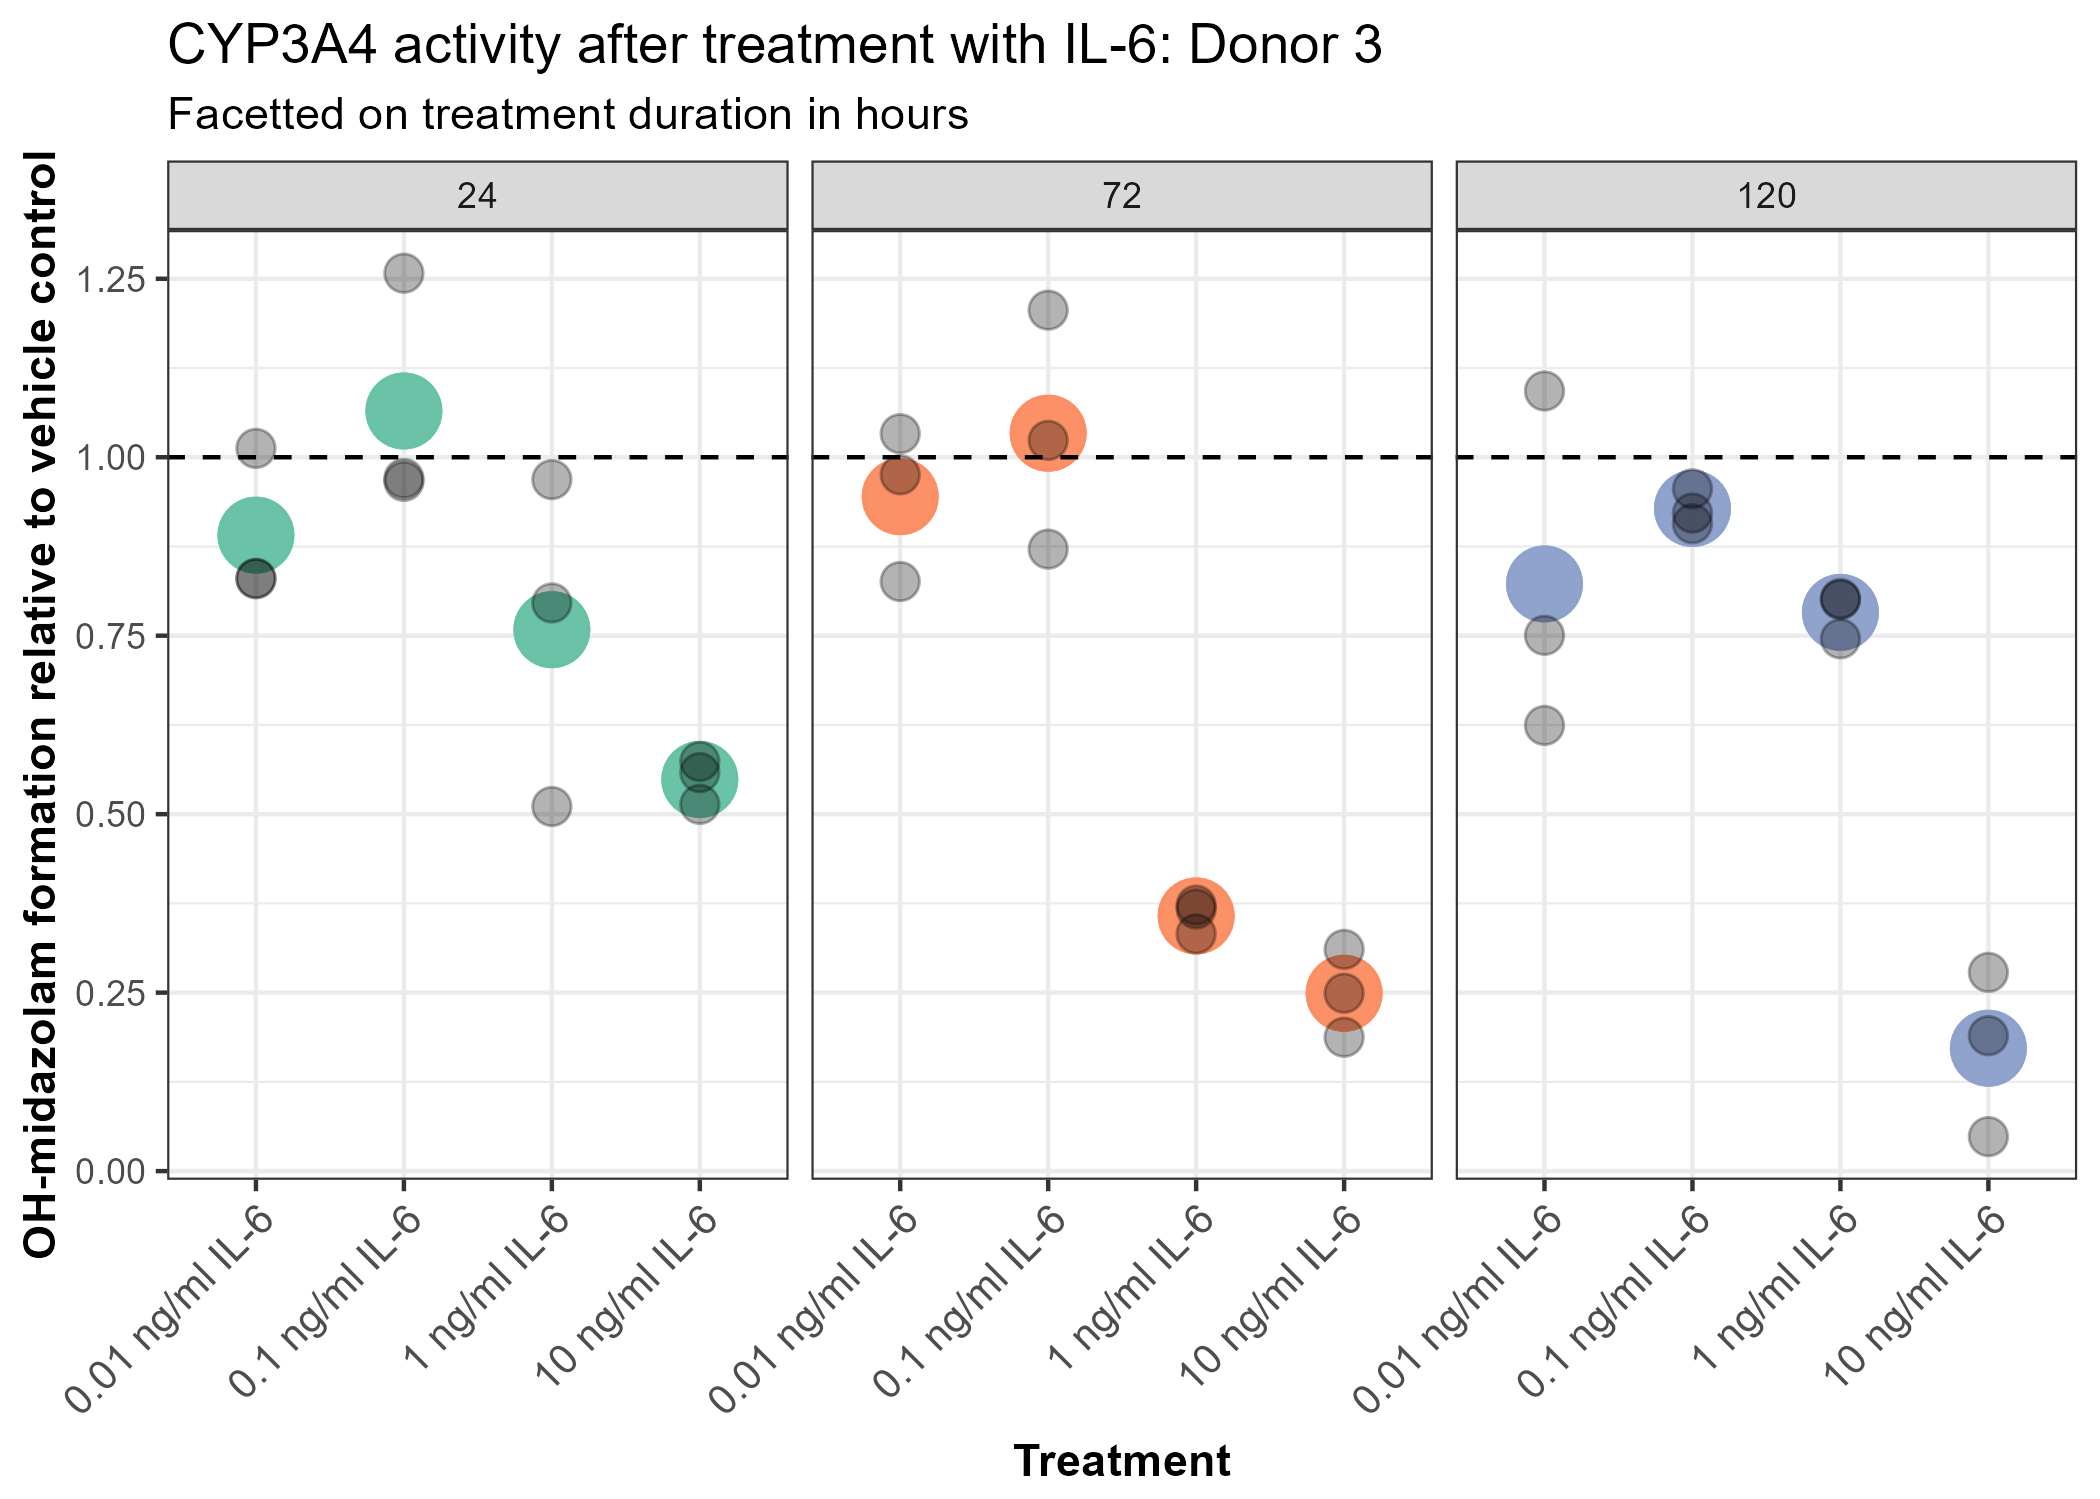 CYP3A4 activity after treatment with IL-6: Donor 3
Facetted on treatment duration in hours
OH-midazolam formation relative to vehicle control
24
72
120
1.25
1.00
0.75
0.50
0.25
0.00
0.01 ng/ml IL-6
0.1 ng/ml IL-6
1 ng/ml IL-6
10 ng/ml IL-6
0.01 ng/ml IL-6
0.1 ng/ml IL-6
1 ng/ml IL-6
10 ng/ml IL-6
0.01 ng/ml IL-6
0.1 ng/ml IL-6
1 ng/ml IL-6
10 ng/ml IL-6
Treatment